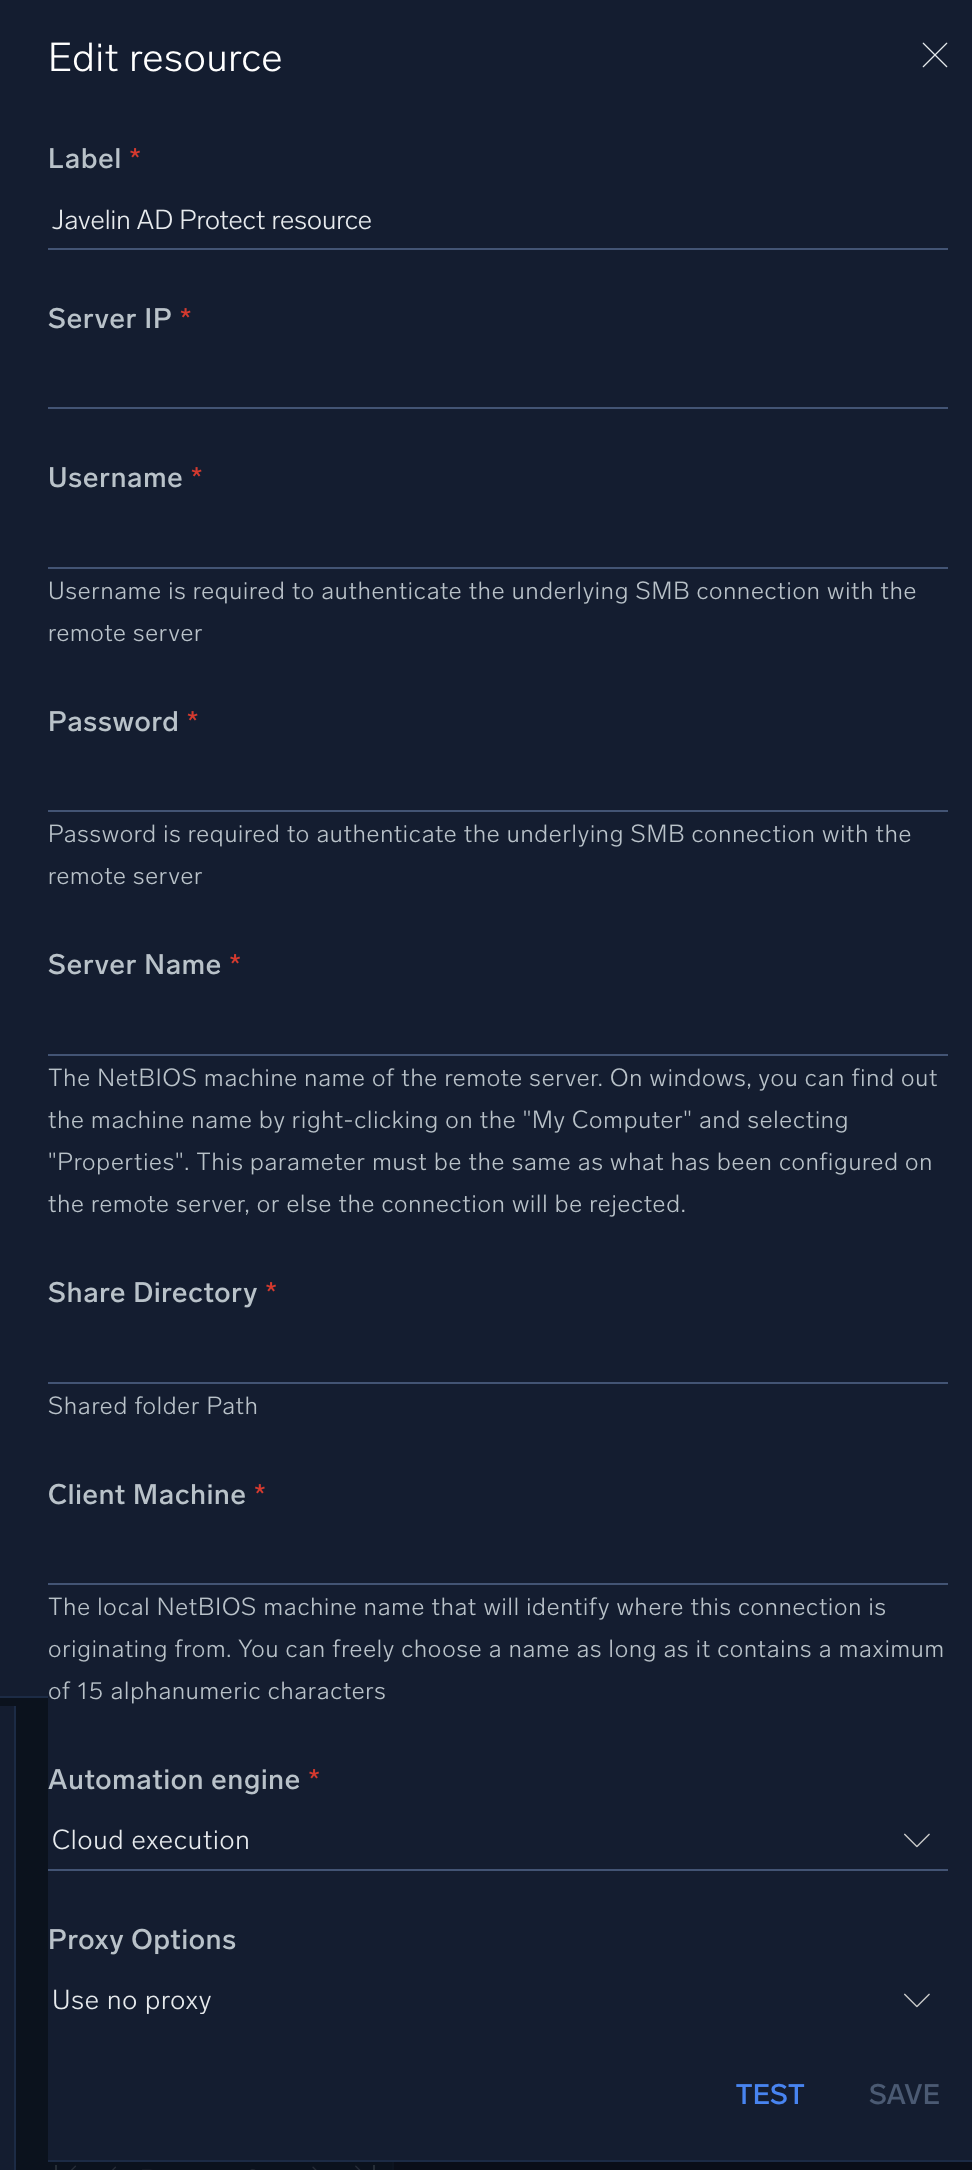 Edit resource
Label *
Javelin AD Protect resource
Server IP *
Username *
Username is required to authenticate the underlying SMB connection with the
remote server
Password *
Password is required to authenticate the underlying SMB connection with the
remote server
Server Name *
The NetBIOS machine name of the remote server. On windows, you can find out
the machine name by right-clicking on the "My Computer" and selecting
"Properties". This parameter must be the same as what has been configured on
the remote server, or else the connection will be rejected.
Share Directory *
Shared folder Path
Client Machine *
The local NetBIOS machine name that will identify where this connection is
originating from. You can freely choose a name as long as it contains a maximum
of 15 alphanumeric characters
Automation engine *
Cloud execution
Proxy Options
Use no proxy
TEST SAVE